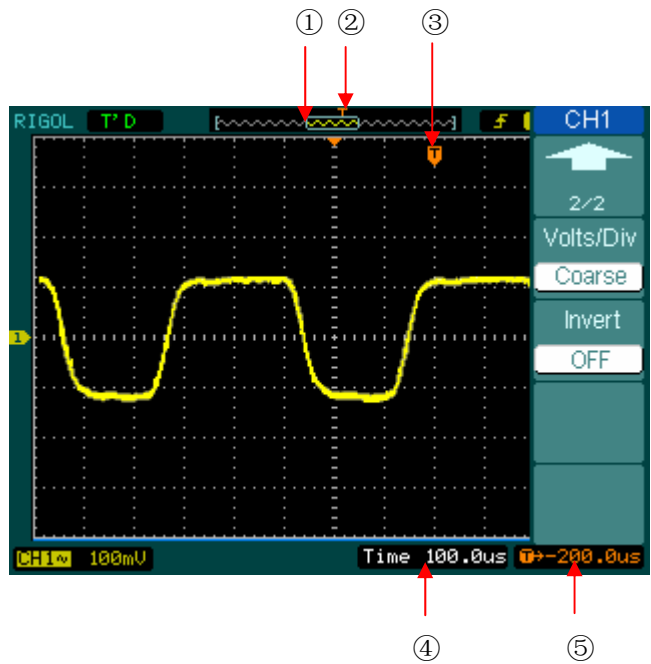 ① ② ③
T
RIGOL T'D CH1
T
2/2
Volts/Div
Coarse
Invert
1
OFF
CH1~ 100mV Time 100.0us T→-200.0us
④ ⑤